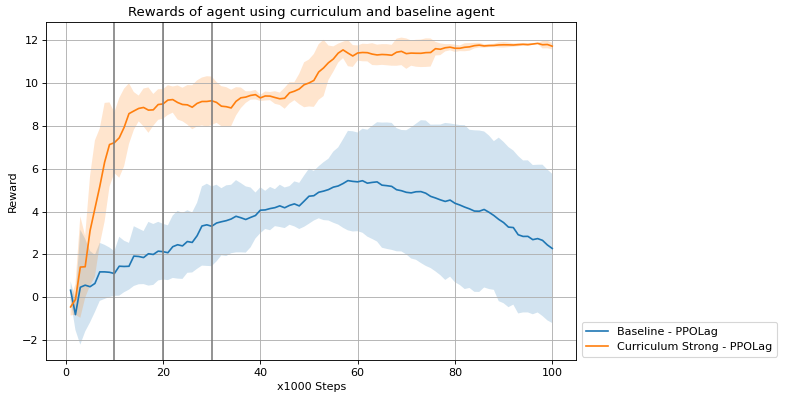 Rewards of agent using curriculum and baseline agent
12
10
8
6
4
2
0
−2
Reward
0
20
40
60
80
100
x1000 Steps
Baseline - PPOLag
Curriculum Strong - PPOLag